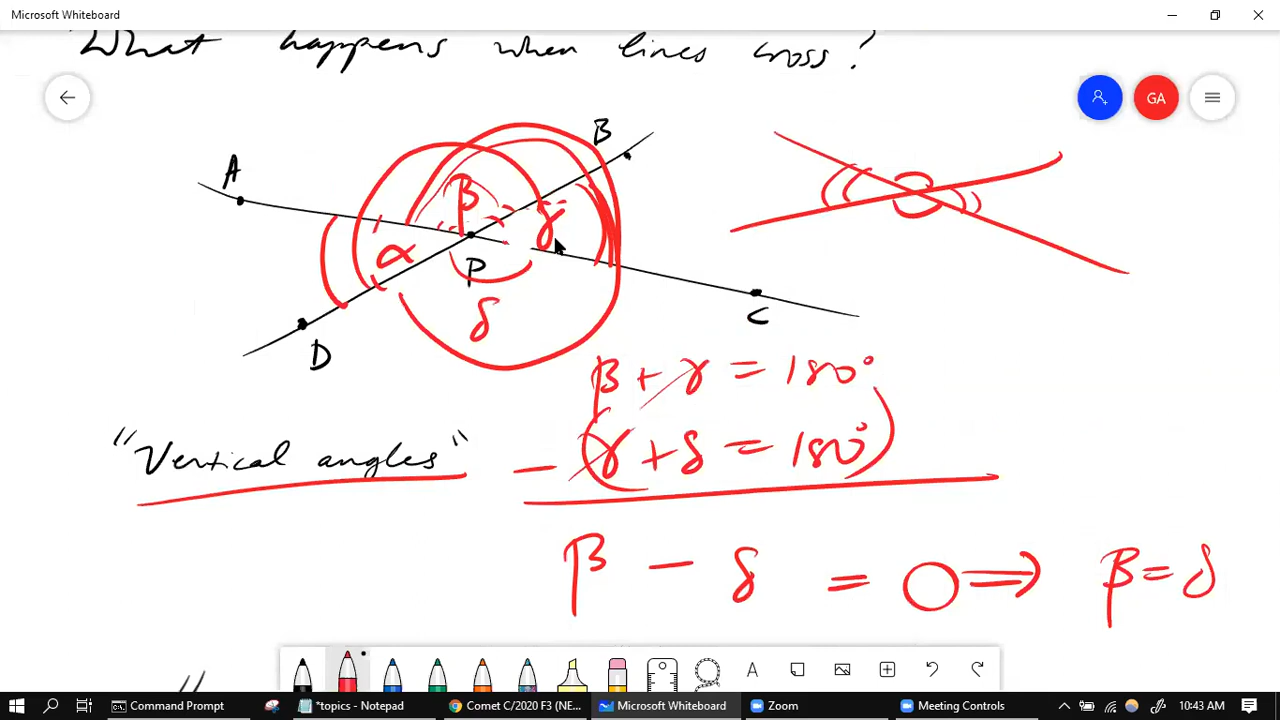 Microsoft Whiteboard
What happens when lines cross?
GA
A
B
β
γ
α
P
δ
C
D
β + γ = 180°
"Vertical angles"
- (γ + δ = 180°)
β - δ = 0 ⇒ β = δ
A
Command Prompt
*topics - Notepad
Comet C/2020 F3 (NE...
Microsoft Whiteboard
Zoom
Meeting Controls
10:43 AM